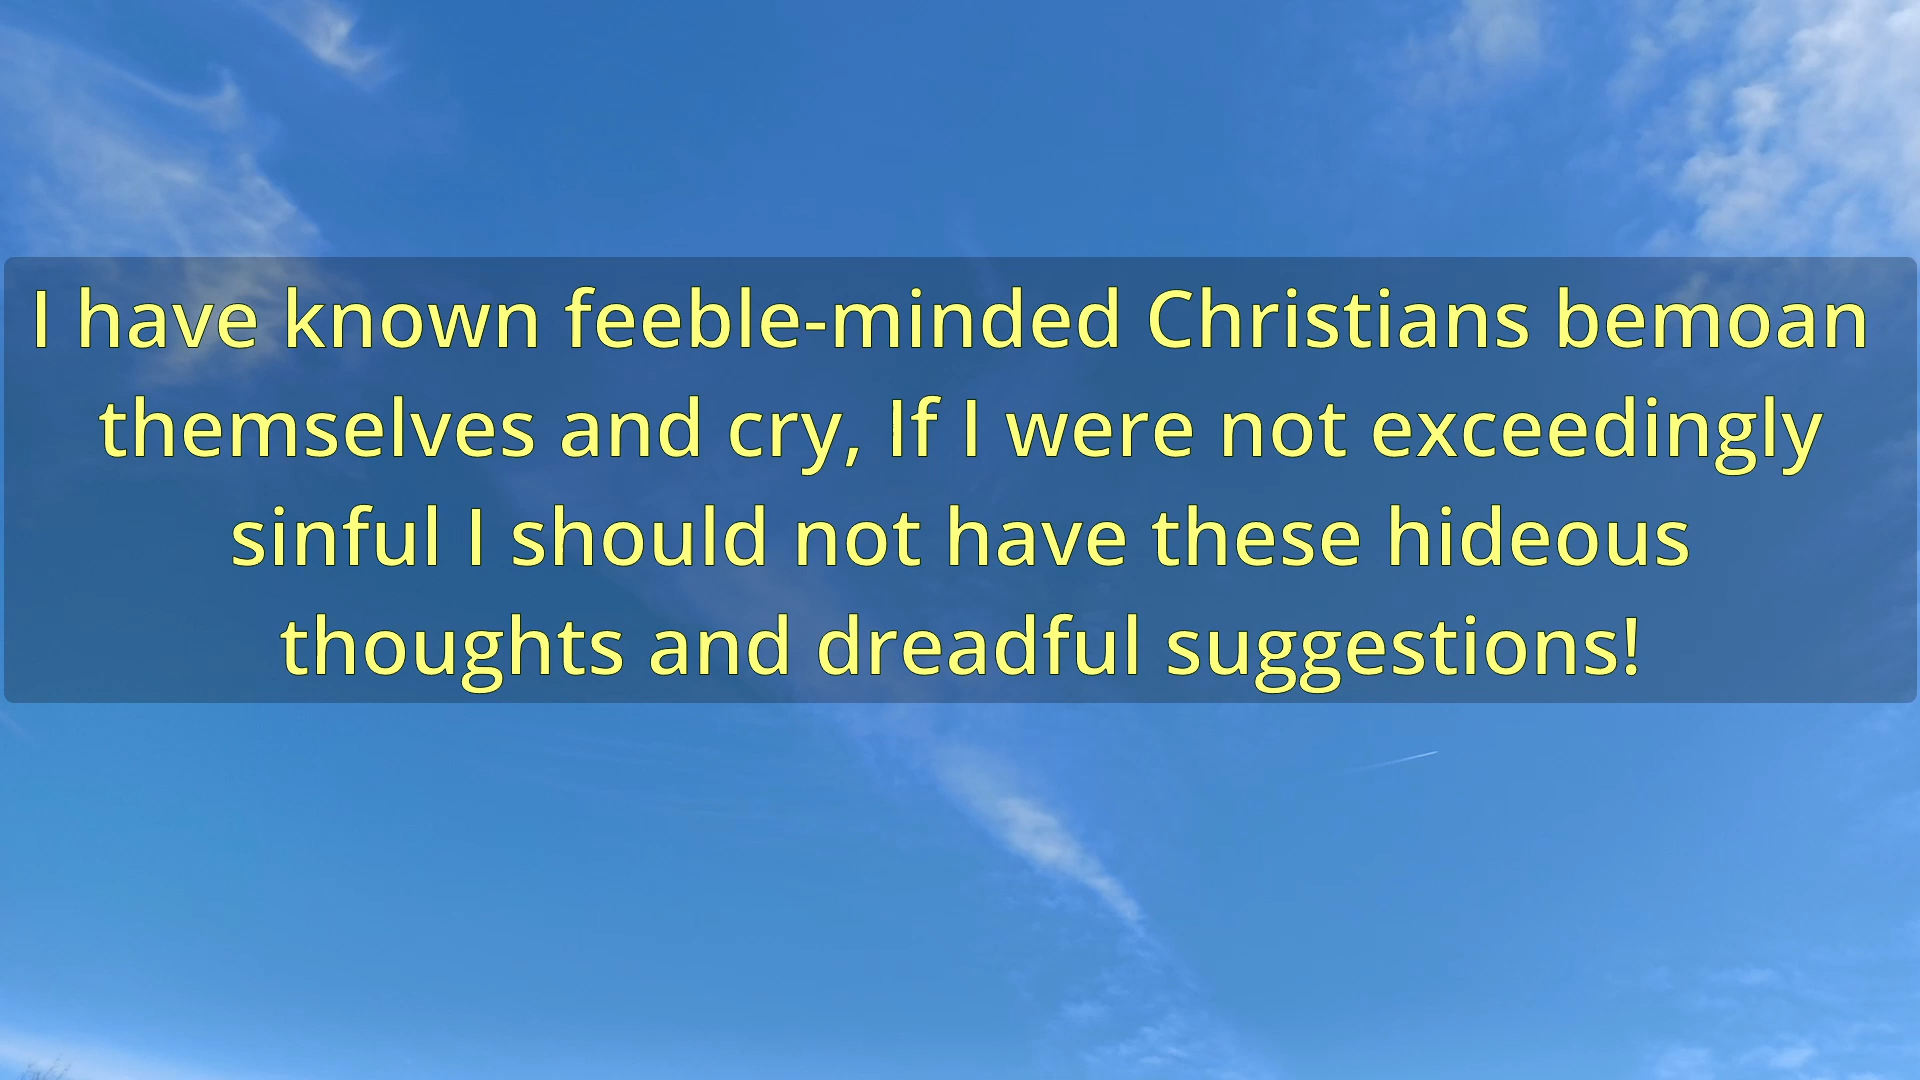 I have known feeble-minded Christians bemoan
themselves and cry, If I were not exceedingly
sinful I should not have these hideous
thoughts and dreadful suggestions!